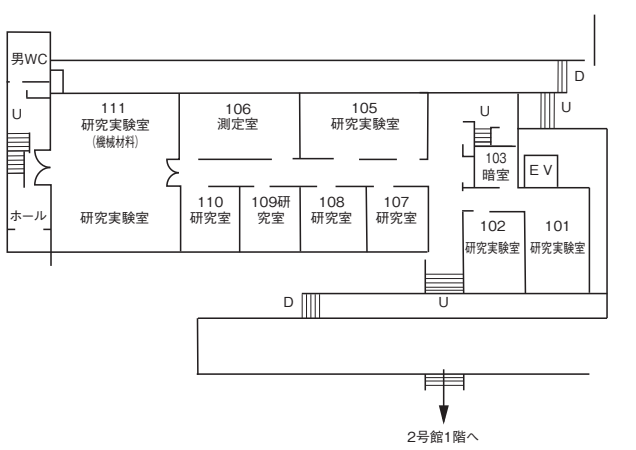 男WC
D
U
111
研究実験室
(機械材料)
106
測定室
105
研究実験室
U
U
103
暗室
EV
ホール
研究実験室
110
研究室
109研
究室
108
研究室
107
研究室
102
研究実験室
101
研究実験室
D
U
2号館1階へ